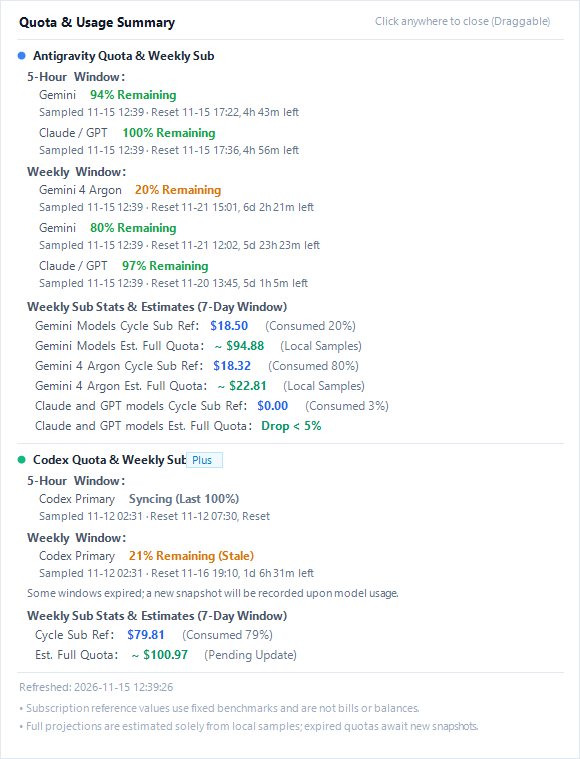 Quota & Usage Summary
Click anywhere to close (Draggable)
Antigravity Quota & Weekly Sub
5-Hour Window:
Gemini 94% Remaining
Sampled 11-15 12:39 · Reset 11-15 17:22, 4h 43m left
Claude / GPT 100% Remaining
Sampled 11-15 12:39 · Reset 11-15 17:36, 4h 56m left
Weekly Window:
Gemini 4 Argon 20% Remaining
Sampled 11-15 12:39 · Reset 11-21 15:01, 6d 2h 21m left
Gemini 80% Remaining
Sampled 11-15 12:39 · Reset 11-21 12:02, 5d 23h 23m left
Claude / GPT 97% Remaining
Sampled 11-15 12:39 · Reset 11-20 13:45, 5d 1h 5m left
Weekly Sub Stats & Estimates (7-Day Window)
Gemini Models Cycle Sub Ref: $18.50 (Consumed 20%)
Gemini Models Est. Full Quota: ~ $94.88 (Local Samples)
Gemini 4 Argon Cycle Sub Ref: $18.32 (Consumed 80%)
Gemini 4 Argon Est. Full Quota: ~ $22.81 (Local Samples)
Claude and GPT models Cycle Sub Ref: $0.00 (Consumed 3%)
Claude and GPT models Est. Full Quota: Drop < 5%
Codex Quota & Weekly Sub Plus
5-Hour Window:
Codex Primary Syncing (Last 100%)
Sampled 11-12 02:31 · Reset 11-12 07:30, Reset
Weekly Window:
Codex Primary 21% Remaining (Stale)
Sampled 11-12 02:31 · Reset 11-16 19:10, 1d 6h 31m left
Some windows expired; a new snapshot will be recorded upon model usage.
Weekly Sub Stats & Estimates (7-Day Window)
Cycle Sub Ref: $79.81 (Consumed 79%)
Est. Full Quota: ~ $100.97 (Pending Update)
Refreshed: 2026-11-15 12:39:26
• Subscription reference values use fixed benchmarks and are not bills or balances.
• Full projections are estimated solely from local samples; expired quotas await new snapshots.